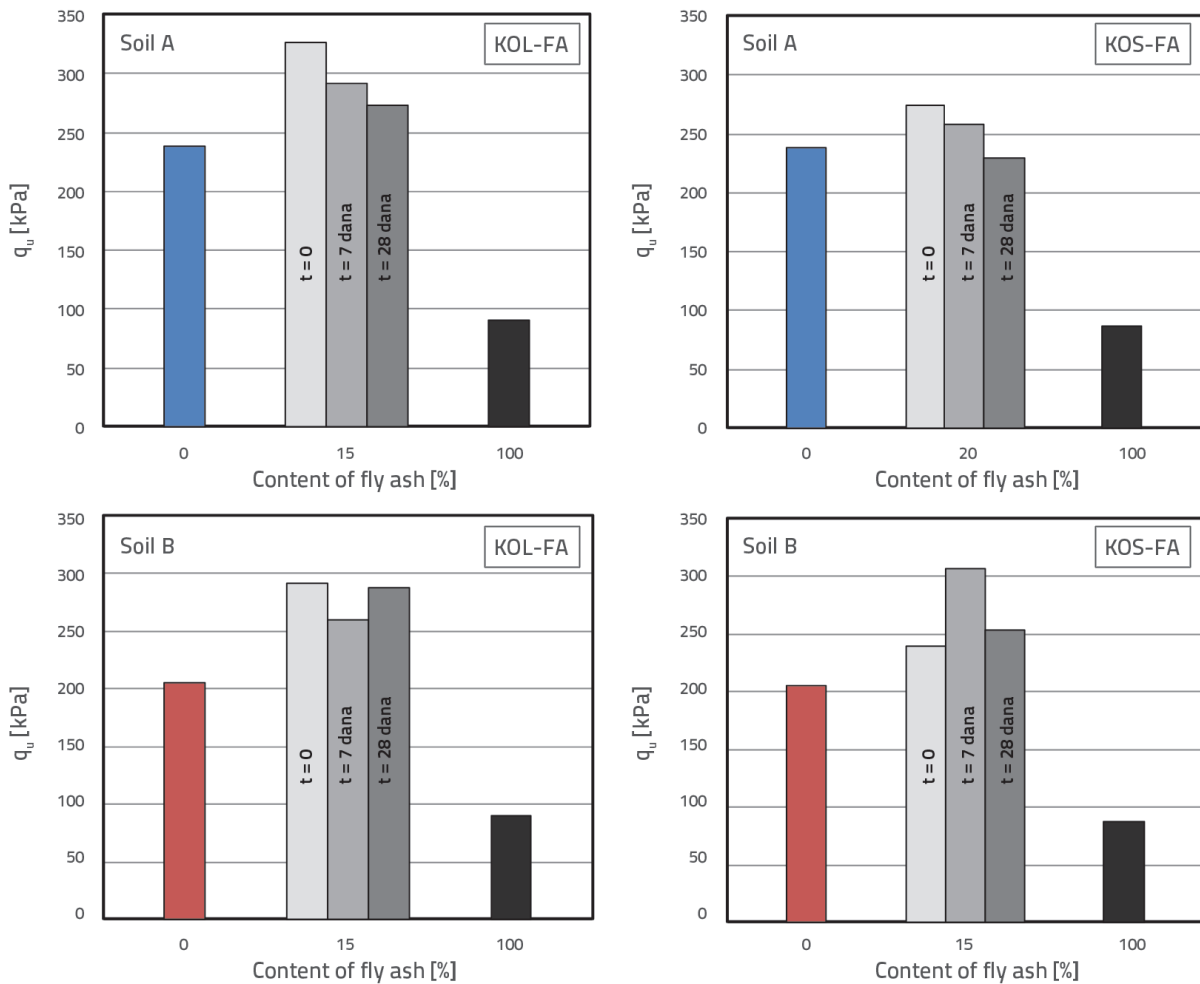 350
300
250
200
150
100
50
0
qu [kPa]
Soil A
KOL-FA
t = 0
t = 7 dana
t = 28 dana
0 15 100
Content of fly ash [%]
350
300
250
200
150
100
50
0
qu [kPa]
Soil A
KOS-FA
t = 0
t = 7 dana
t = 28 dana
0 20 100
Content of fly ash [%]
350
300
250
200
150
100
50
0
qu [kPa]
Soil B
KOL-FA
t = 0
t = 7 dana
t = 28 dana
0 15 100
Content of fly ash [%]
350
300
250
200
150
100
50
0
qu [kPa]
Soil B
KOS-FA
t = 0
t = 7 dana
t = 28 dana
0 15 100
Content of fly ash [%]